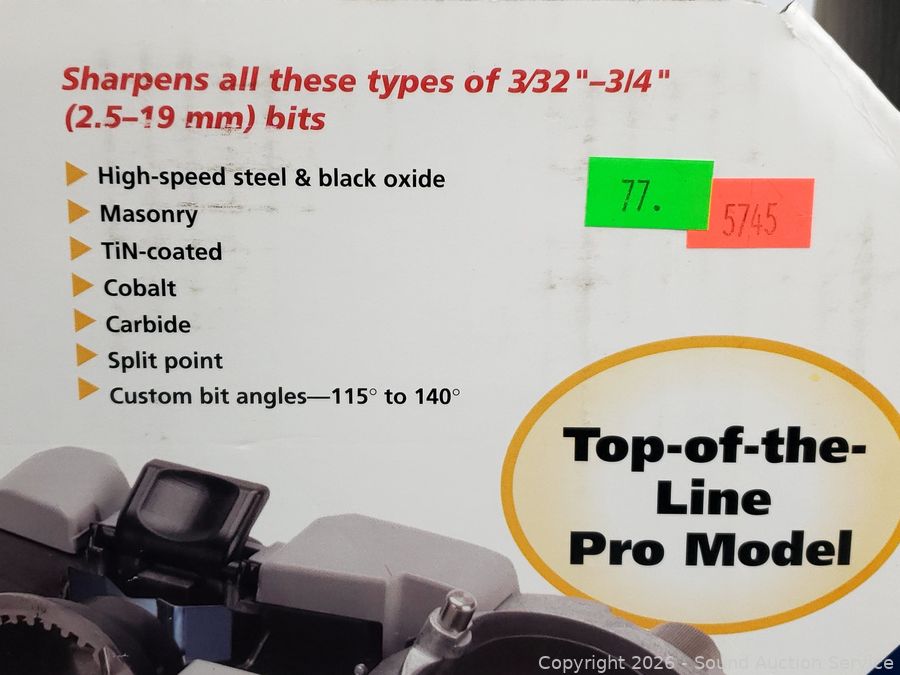 Sharpens all these types of 3/32"–3/4"
(2.5–19 mm) bits
High-speed steel & black oxide
Masonry
TiN-coated
Cobalt
Carbide
Split point
Custom bit angles—115° to 140°
77.
5745
Top-of-the-
Line
Pro Model
Copyright 2026 - Sound Auction Service